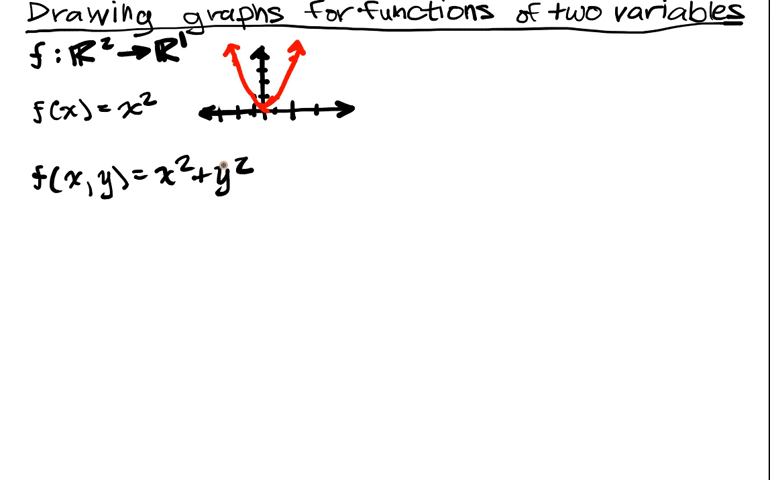 Drawing graphs for functions of two variables
f : ℝ² → ℝ¹
f(x) = x²
f(x, y) = x² + y²